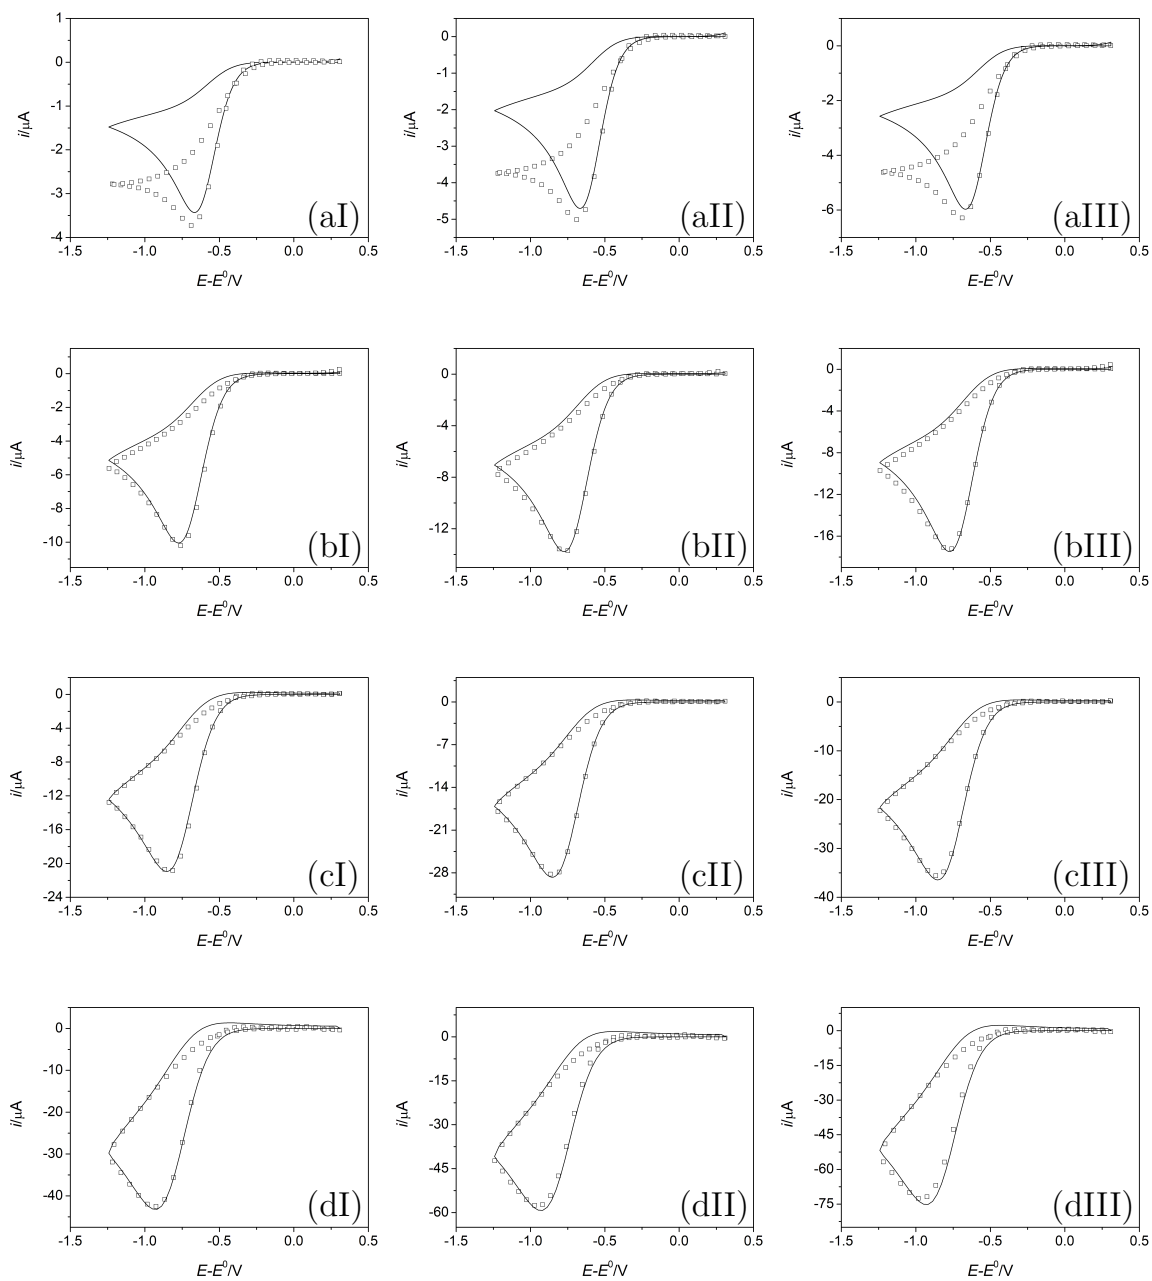 1
0
-1
-2
-3
-4
i/μA
-1.5 -1.0 -0.5 0.0 0.5
E-E⁰/V
(aI)
0
-1
-2
-3
-4
-5
i/μA
-1.5 -1.0 -0.5 0.0 0.5
E-E⁰/V
(aII)
0
-2
-4
-6
i/μA
-1.5 -1.0 -0.5 0.0 0.5
E-E⁰/V
(aIII)
0
-2
-4
-6
-8
-10
i/μA
-1.5 -1.0 -0.5 0.0 0.5
E-E⁰/V
(bI)
0
-4
-8
-12
i/μA
-1.5 -1.0 -0.5 0.0 0.5
E-E⁰/V
(bII)
0
-4
-8
-12
-16
i/μA
-1.5 -1.0 -0.5 0.0 0.5
E-E⁰/V
(bIII)
0
-4
-8
-12
-16
-20
-24
i/μA
-1.5 -1.0 -0.5 0.0 0.5
E-E⁰/V
(cI)
0
-7
-14
-21
-28
i/μA
-1.5 -1.0 -0.5 0.0 0.5
E-E⁰/V
(cII)
0
-10
-20
-30
-40
i/μA
-1.5 -1.0 -0.5 0.0 0.5
E-E⁰/V
(cIII)
0
-10
-20
-30
-40
i/μA
-1.5 -1.0 -0.5 0.0 0.5
E-E⁰/V
(dI)
0
-15
-30
-45
-60
i/μA
-1.5 -1.0 -0.5 0.0 0.5
E-E⁰/V
(dII)
0
-15
-30
-45
-60
-75
i/μA
-1.5 -1.0 -0.5 0.0 0.5
E-E⁰/V
(dIII)